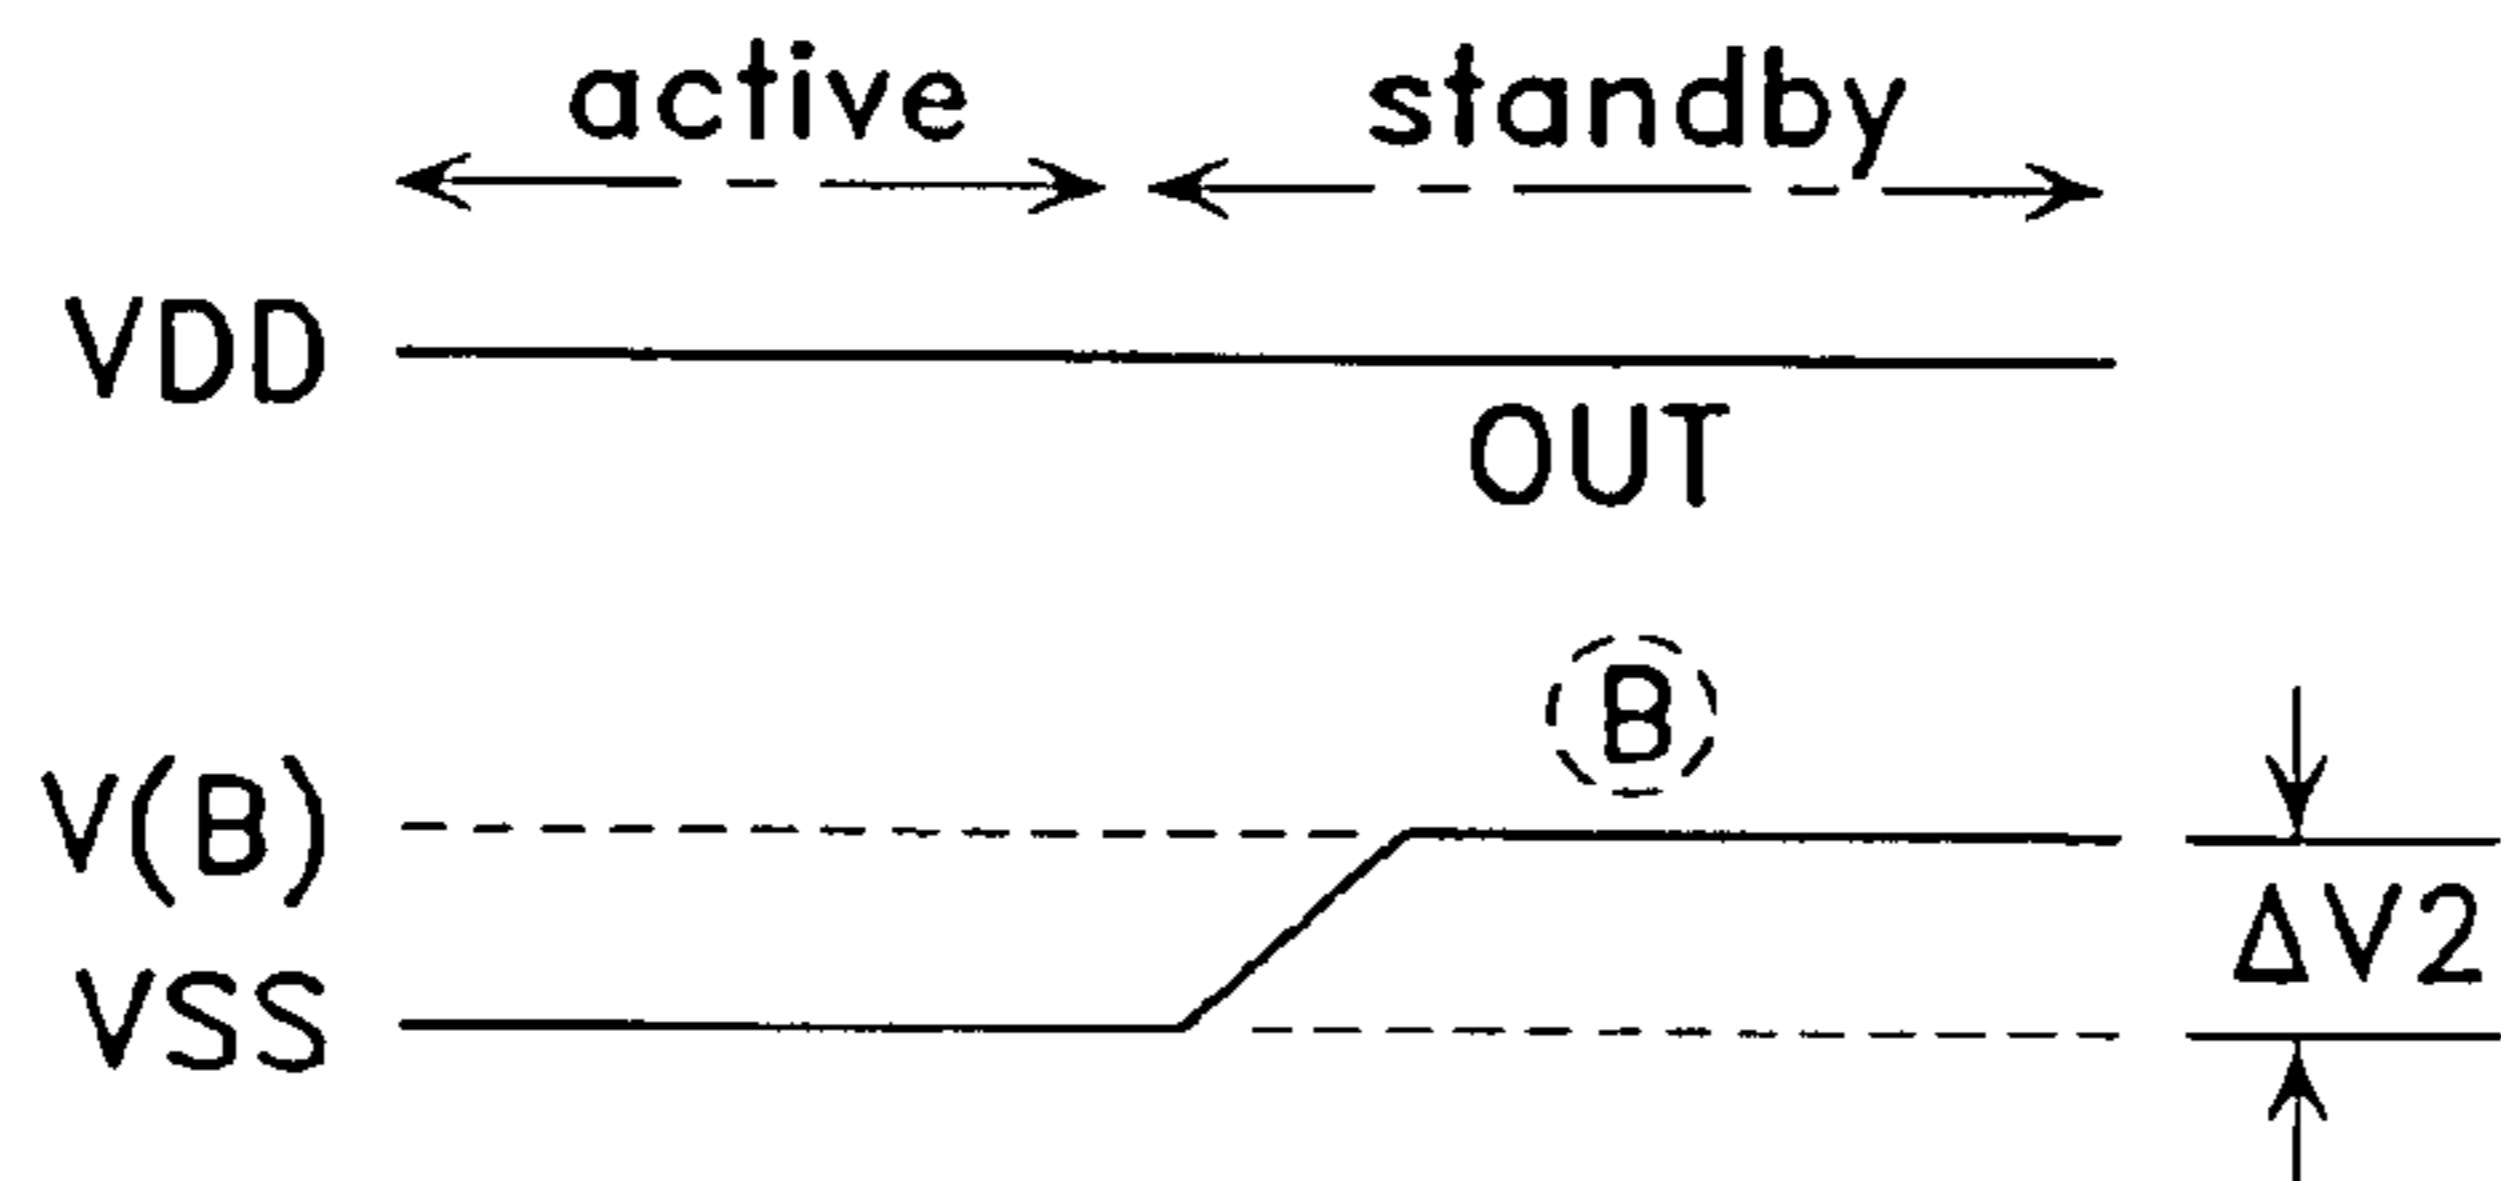 active standby
VDD
OUT
B
V(B)
ΔV2
VSS